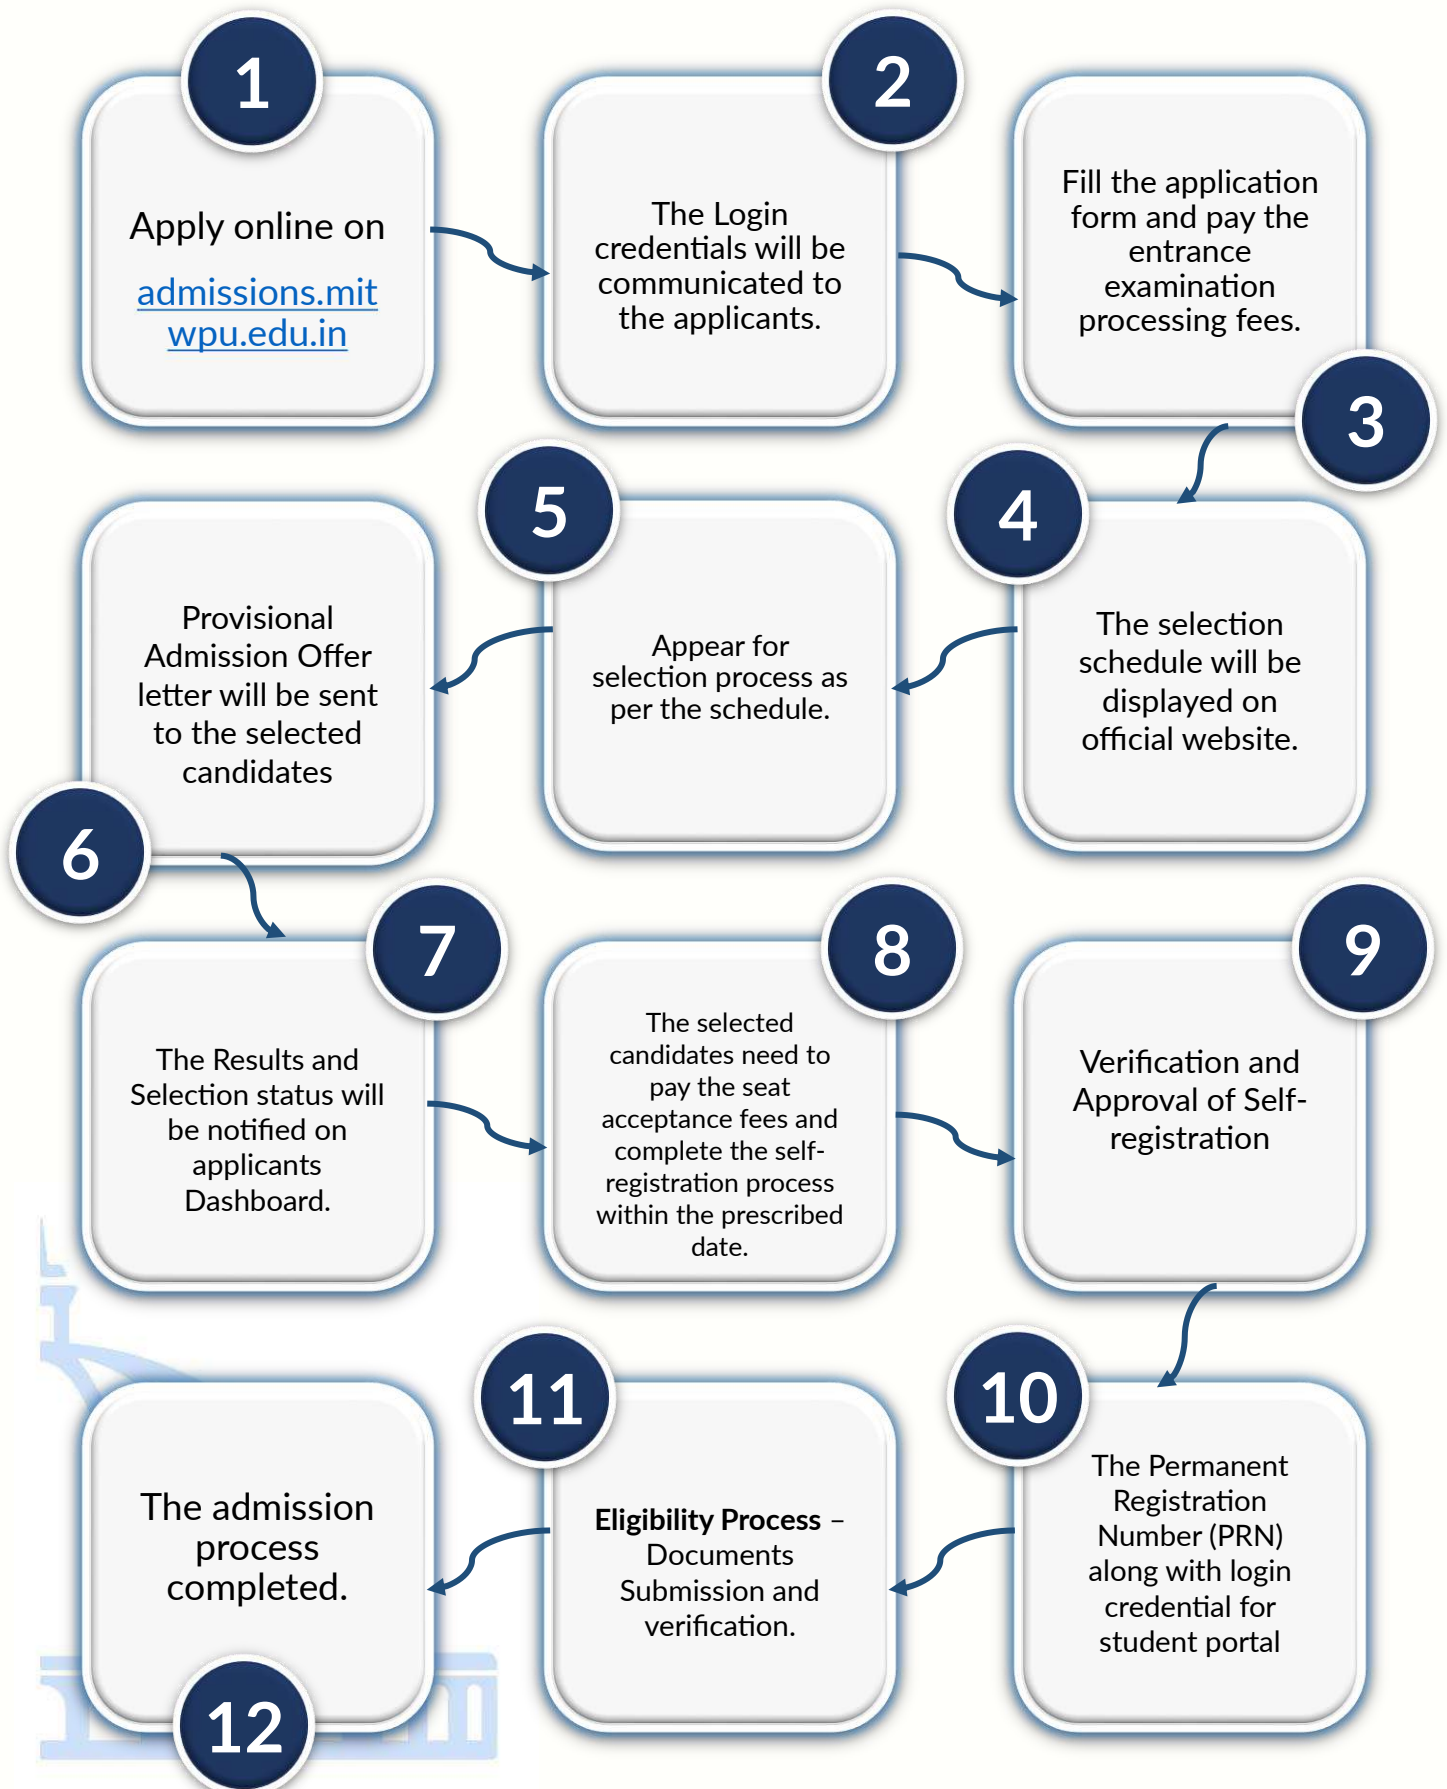 1
Apply online on
admissions.mit
wpu.edu.in
2
The Login
credentials will be
communicated to
the applicants.
Fill the application
form and pay the
entrance
examination
processing fees.
3
4
The selection
schedule will be
displayed on
official website.
5
Appear for
selection process as
per the schedule.
Provisional
Admission Offer
letter will be sent
to the selected
candidates
6
7
The Results and
Selection status will
be notified on
applicants
Dashboard.
8
The selected
candidates need to
pay the seat
acceptance fees and
complete the self-
registration process
within the prescribed
date.
9
Verification and
Approval of Self-
registration
10
The Permanent
Registration
Number (PRN)
along with login
credential for
student portal
11
Eligibility Process –
Documents
Submission and
verification.
The admission
process
completed.
12